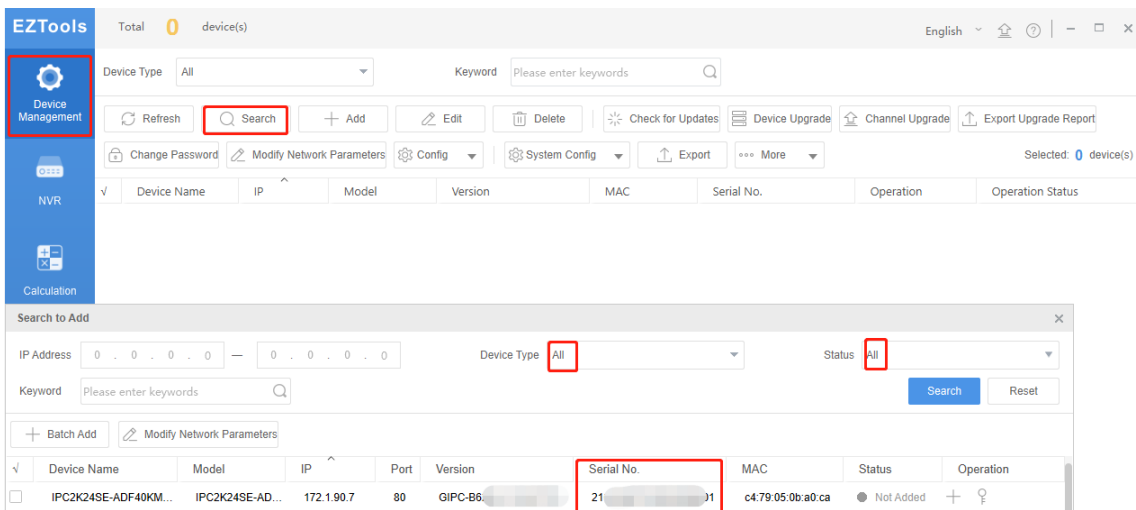 EZTools Total 0 device(s) English
Device Type All Keyword Please enter keywords
Device Management
Refresh Search Add Edit Delete Check for Updates Device Upgrade Channel Upgrade Export Upgrade Report
Change Password Modify Network Parameters Config System Config Export More Selected: 0 device(s)
NVR
√ Device Name IP Model Version MAC Serial No. Operation Operation Status
Calculation
Search to Add
IP Address 0 . 0 . 0 . 0 — 0 . 0 . 0 . 0 Device Type All Status All
Keyword Please enter keywords Search Reset
Batch Add Modify Network Parameters
√ Device Name Model IP Port Version Serial No. MAC Status Operation
IPC2K24SE-ADF40KM... IPC2K24SE-AD... 172.1.90.7 80 GIPC-B6. 21 01 c4:79:05:0b:a0:ca Not Added